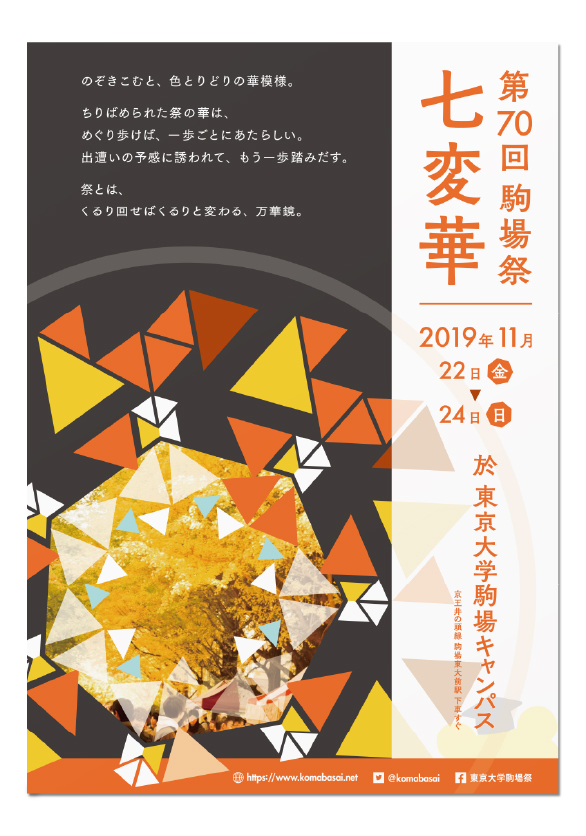 のぞきこむと、色とりどりの華模様。
ちりばめられた祭の華は、
めぐり歩けば、一歩ごとにあたらしい。
出遭いの予感に誘われて、もう一歩踏みだす。
祭とは、
くるり回せばくるりと変わる、万華鏡。
第70回 駒場祭
七変華
2019年 11月
22日 金
▼
24日 日
於 東京大学駒場キャンパス
京王井の頭線 駒場東大前駅 下車すぐ
https://www.komabasai.net
@komabasai
東京大学駒場祭